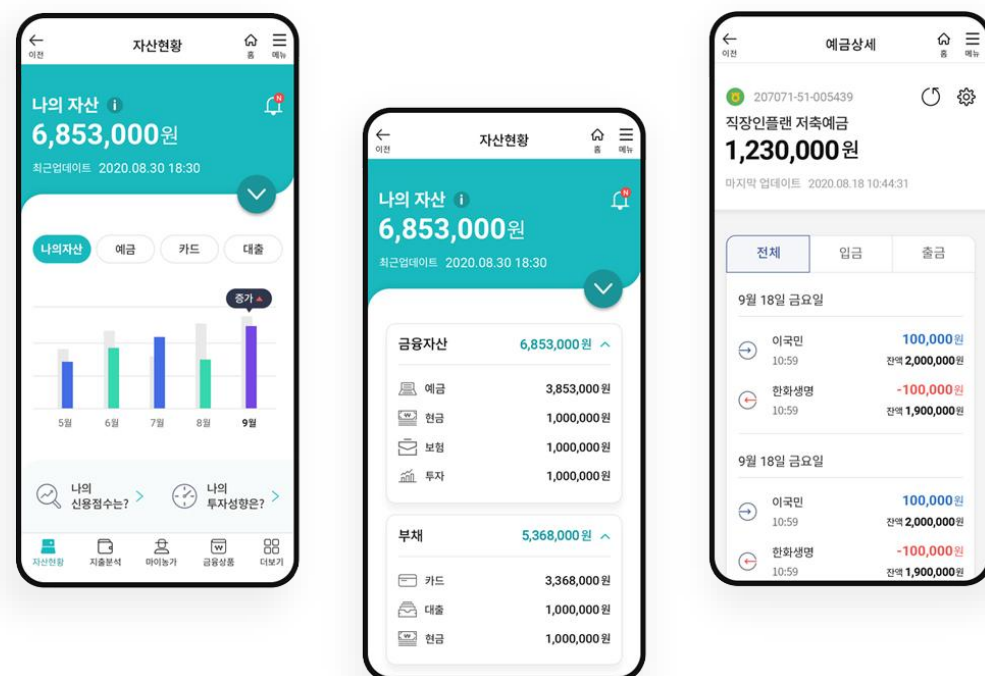 이전
자산현황
홈
메뉴
나의 자산 i
N
6,853,000원
최근업데이트 2020.08.30 18:30
나의자산
예금
카드
대출
증가
5월 6월 7월 8월 9월
나의
신용점수는?
나의
투자성향은?
자산현황 지출분석 마이농가 금융상품 더보기
이전
자산현황
홈
메뉴
나의 자산 i
N
6,853,000원
최근업데이트 2020.08.30 18:30
금융자산 6,853,000원
예금 3,853,000원
현금 1,000,000원
보험 1,000,000원
투자 1,000,000원
부채 5,368,000원
카드 3,368,000원
대출 1,000,000원
현금 1,000,000원
이전
예금상세
홈
메뉴
207071-51-005439
직장인플랜 저축예금
1,230,000원
마지막 업데이트 2020.08.18 10:44:31
전체 입금 출금
9월 18일 금요일
이국민 100,000원
10:59 잔액 2,000,000원
한화생명 -100,000원
10:59 잔액 1,900,000원
9월 18일 금요일
이국민 100,000원
10:59 잔액 2,000,000원
한화생명 -100,000원
10:59 잔액 1,900,000원